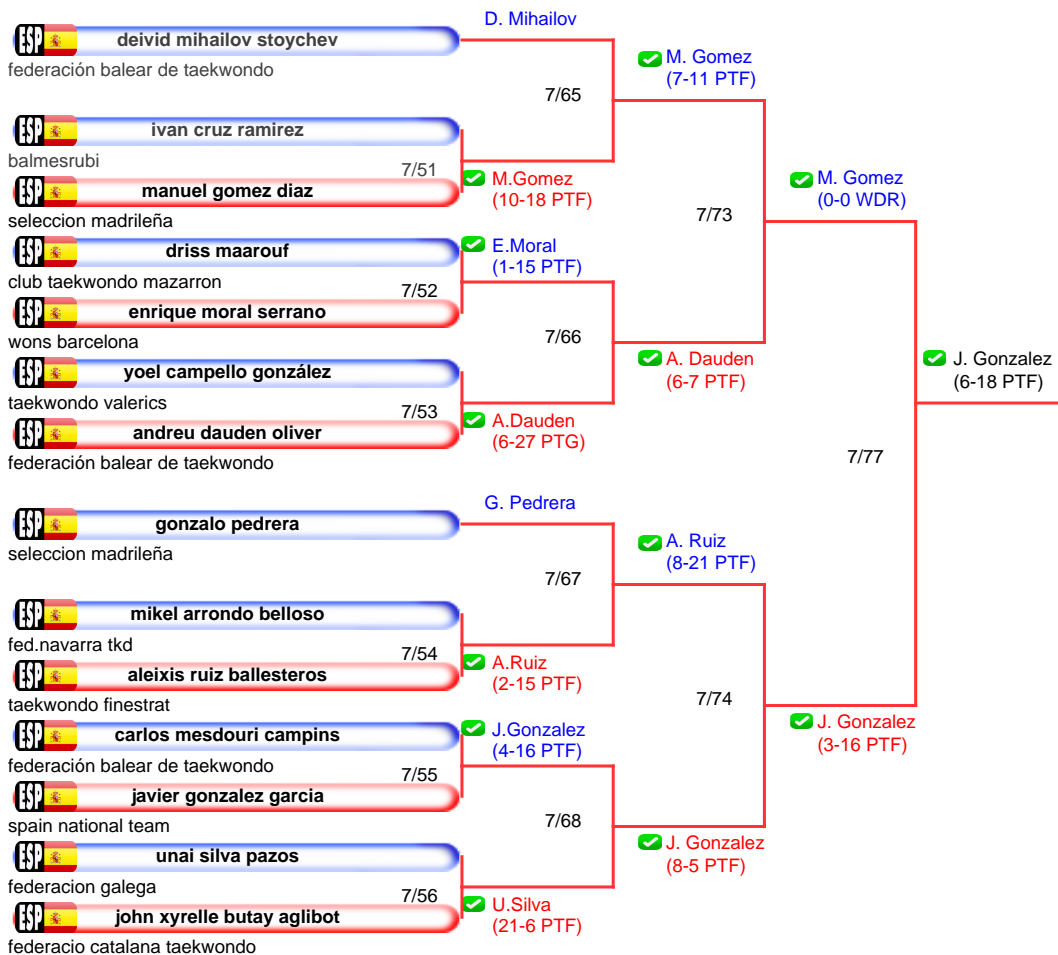 D. Mihailov
ESP deivid mihailov stoychev
federación balear de taekwondo
M. Gomez
(7-11 PTF)
7/65
ESP ivan cruz ramirez
balmesrubi
7/51
M.Gomez
(10-18 PTF)
ESP manuel gomez diaz
seleccion madrileña
M. Gomez
(0-0 WDR)
7/73
ESP driss maarouf
club taekwondo mazarron
E.Moral
(1-15 PTF)
7/52
ESP enrique moral serrano
wons barcelona
7/66
ESP yoel campello gonzález
taekwondo valerics
A. Dauden
(6-7 PTF)
J. Gonzalez
(6-18 PTF)
7/53
ESP andreu dauden oliver
federación balear de taekwondo
A.Dauden
(6-27 PTG)
7/77
G. Pedrera
ESP gonzalo pedrera
seleccion madrileña
A. Ruiz
(8-21 PTF)
7/67
ESP mikel arrondo belloso
fed.navarra tkd
7/54
ESP aleixis ruiz ballesteros
taekwondo finestrat
A.Ruiz
(2-15 PTF)
7/74
ESP carlos mesdouri campins
federación balear de taekwondo
J.Gonzalez
(4-16 PTF)
J. Gonzalez
(3-16 PTF)
7/55
ESP javier gonzalez garcia
spain national team
7/68
ESP unai silva pazos
federacion galega
J. Gonzalez
(8-5 PTF)
7/56
ESP john xyrelle butay aglibot
federacio catalana taekwondo
U.Silva
(21-6 PTF)